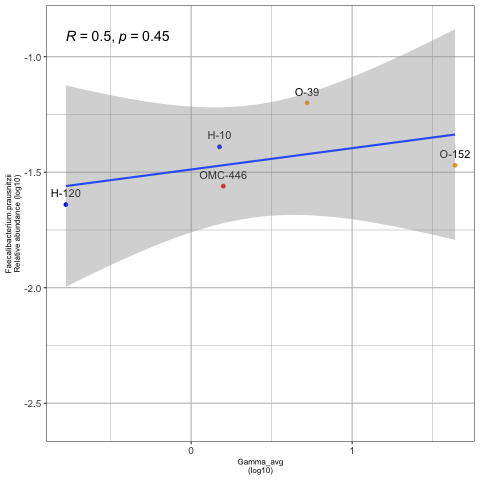 R = 0.5, p = 0.45
-1.0
O-39
H-10
O-152
-1.5
OMC-446
H-120
Faecalibacterium.prausnitzii
Relative abundance (log10)
-2.0
-2.5
0
1
Gamma_avg
(log10)